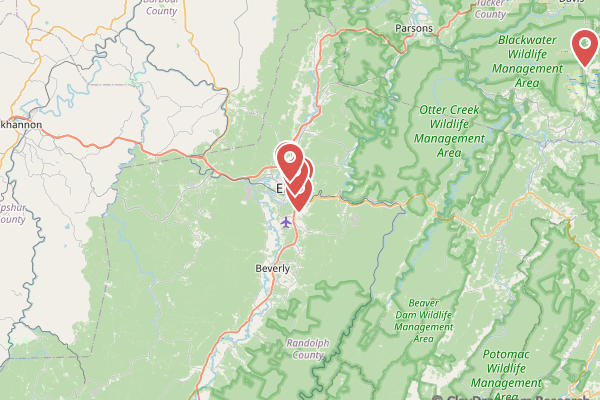 Barbour
County
Tucker
County
Davis
Parsons
Blackwater
Wildlife
Management
Area
Otter Creek
Wildlife
Management
Area
khannon
pshur
County
E
Beverly
Beaver
Dam Wildlife
Management
Area
Randolph
County
Potomac
Wildlife
Management
Area